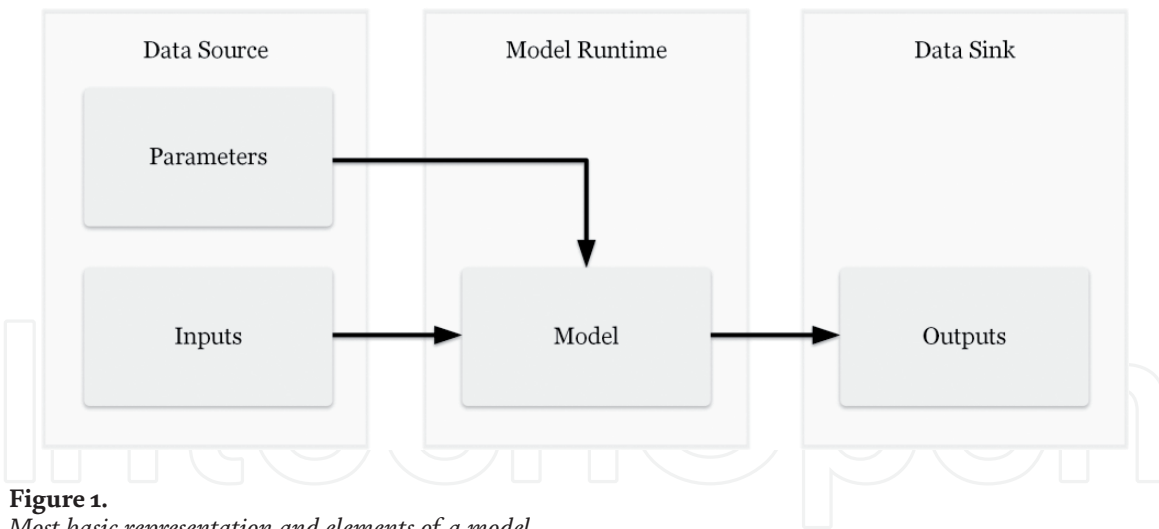 Data Source
Model Runtime
Data Sink
Parameters
Inputs
Model
Outputs
IntechOpen
Figure 1.
Most basic representation and elements of a model.